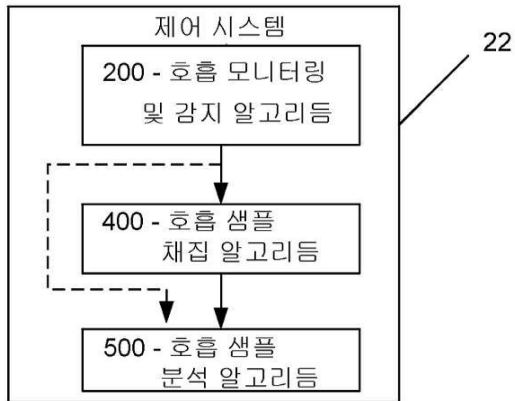 제어 시스템
22
200 - 호흡 모니터링
및 감지 알고리듬
400 - 호흡 샘플
채집 알고리듬
500 - 호흡 샘플
분석 알고리듬